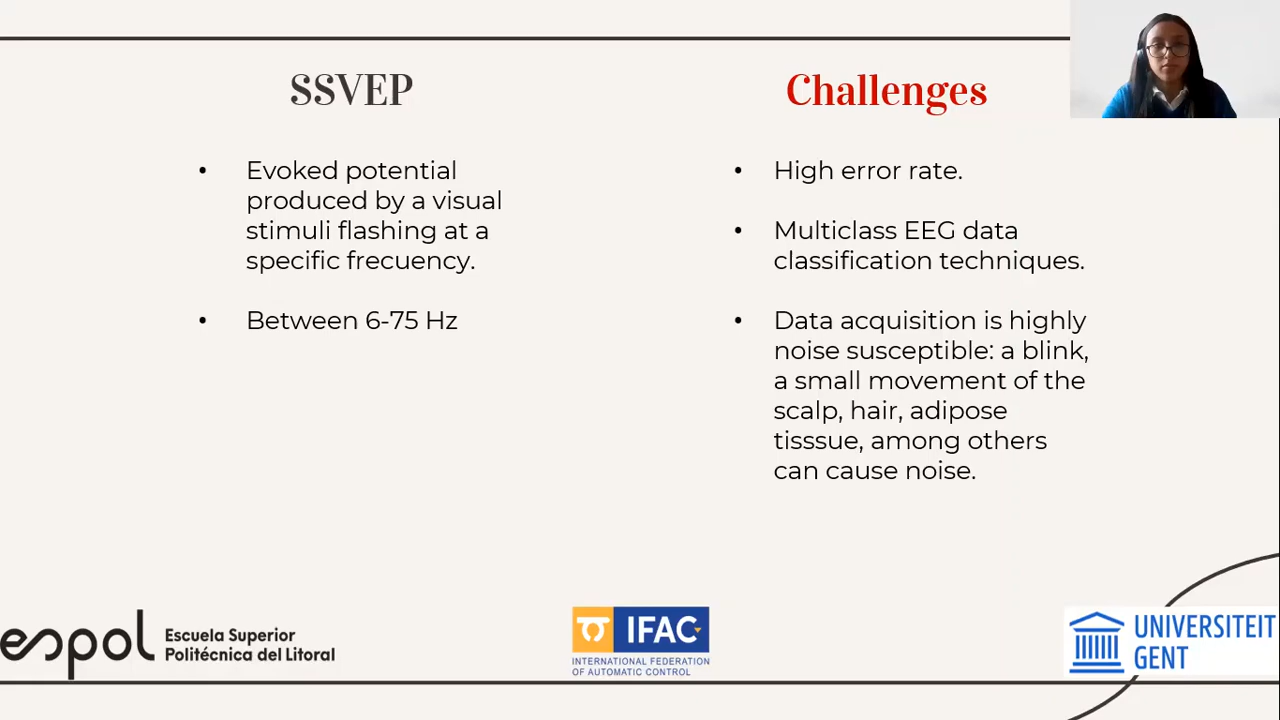 SSVEP
• Evoked potential
produced by a visual
stimuli flashing at a
specific frecuency.
• Between 6-75 Hz
Challenges
• High error rate.
• Multiclass EEG data
classification techniques.
• Data acquisition is highly
noise susceptible: a blink,
a small movement of the
scalp, hair, adipose
tisssue, among others
can cause noise.
espol
Escuela Superior
Politécnica del Litoral
IFAC
INTERNATIONAL FEDERATION
OF AUTOMATIC CONTROL
UNIVERSITEIT
GENT